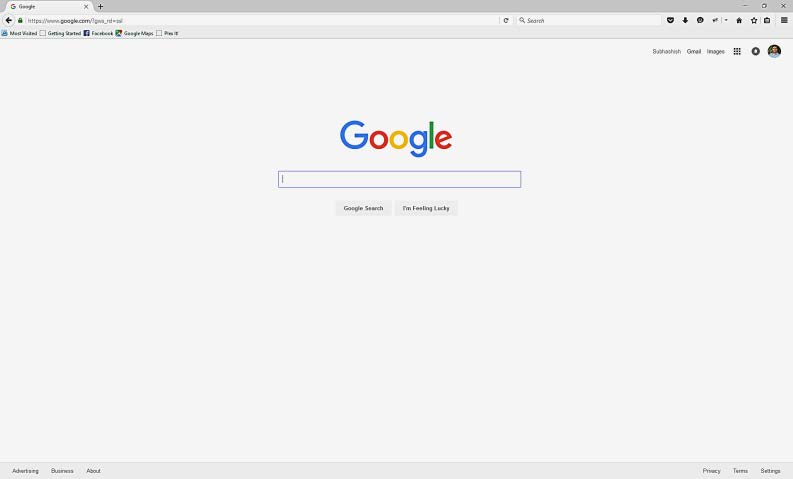 Google
https://www.google.com/?gws_rd=ssl
Search
Most Visited Getting Started Facebook Google Maps Plex It!
Subhashish Gmail Images
Google
Google Search I'm Feeling Lucky
Advertising Business About Privacy Terms Settings